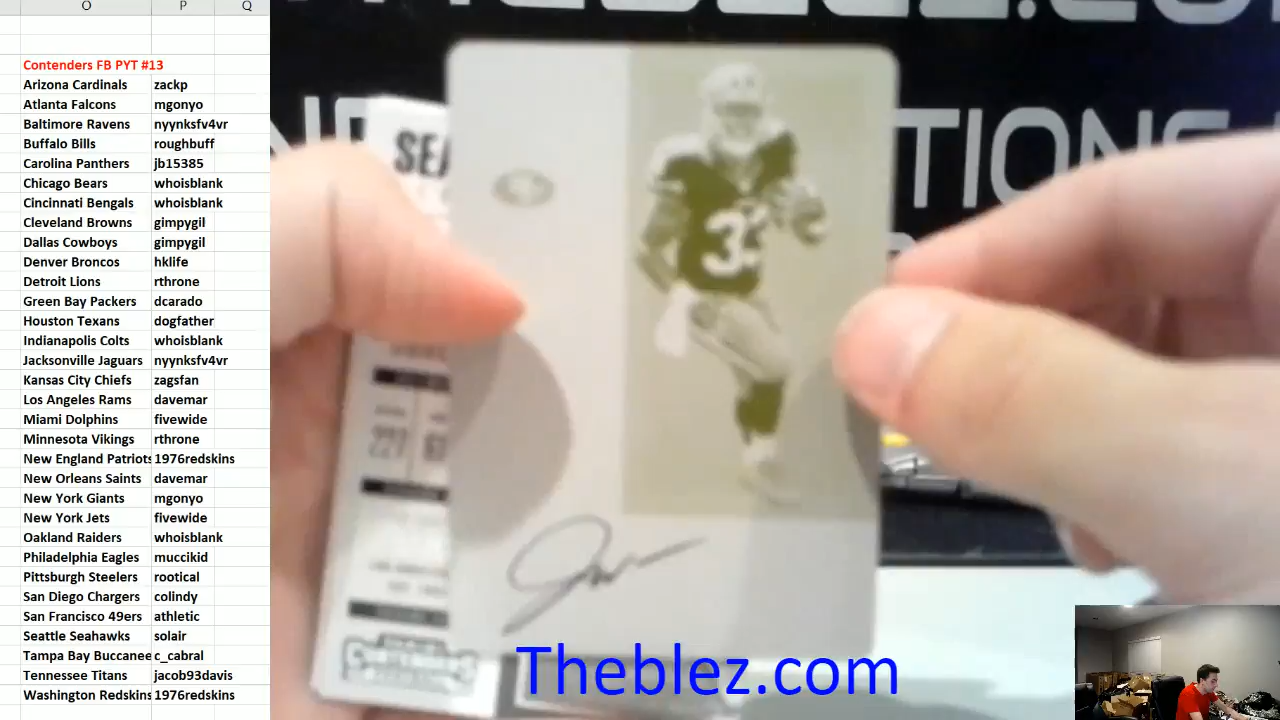 O P Q
Contenders FB PYT #13
Arizona Cardinals zackp
Atlanta Falcons mgonyo
Baltimore Ravens nyynksfv4vr
Buffalo Bills roughbuff
Carolina Panthers jb15385
Chicago Bears whoisblank
Cincinnati Bengals whoisblank
Cleveland Browns gimpygil
Dallas Cowboys gimpygil
Denver Broncos hklife
Detroit Lions rthrone
Green Bay Packers dcarado
Houston Texans dogfather
Indianapolis Colts whoisblank
Jacksonville Jaguars nyynksfv4vr
Kansas City Chiefs zagsfan
Los Angeles Rams davemar
Miami Dolphins fivewide
Minnesota Vikings rthrone
New England Patriots 1976redskins
New Orleans Saints davemar
New York Giants mgonyo
New York Jets fivewide
Oakland Raiders whoisblank
Philadelphia Eagles muccikid
Pittsburgh Steelers rootical
San Diego Chargers colindy
San Francisco 49ers athletic
Seattle Seahawks solair
Tampa Bay Buccanee c_cabral
Tennessee Titans jacob93davis
Washington Redskins 1976redskins
SEA
33
227
Theblez.com